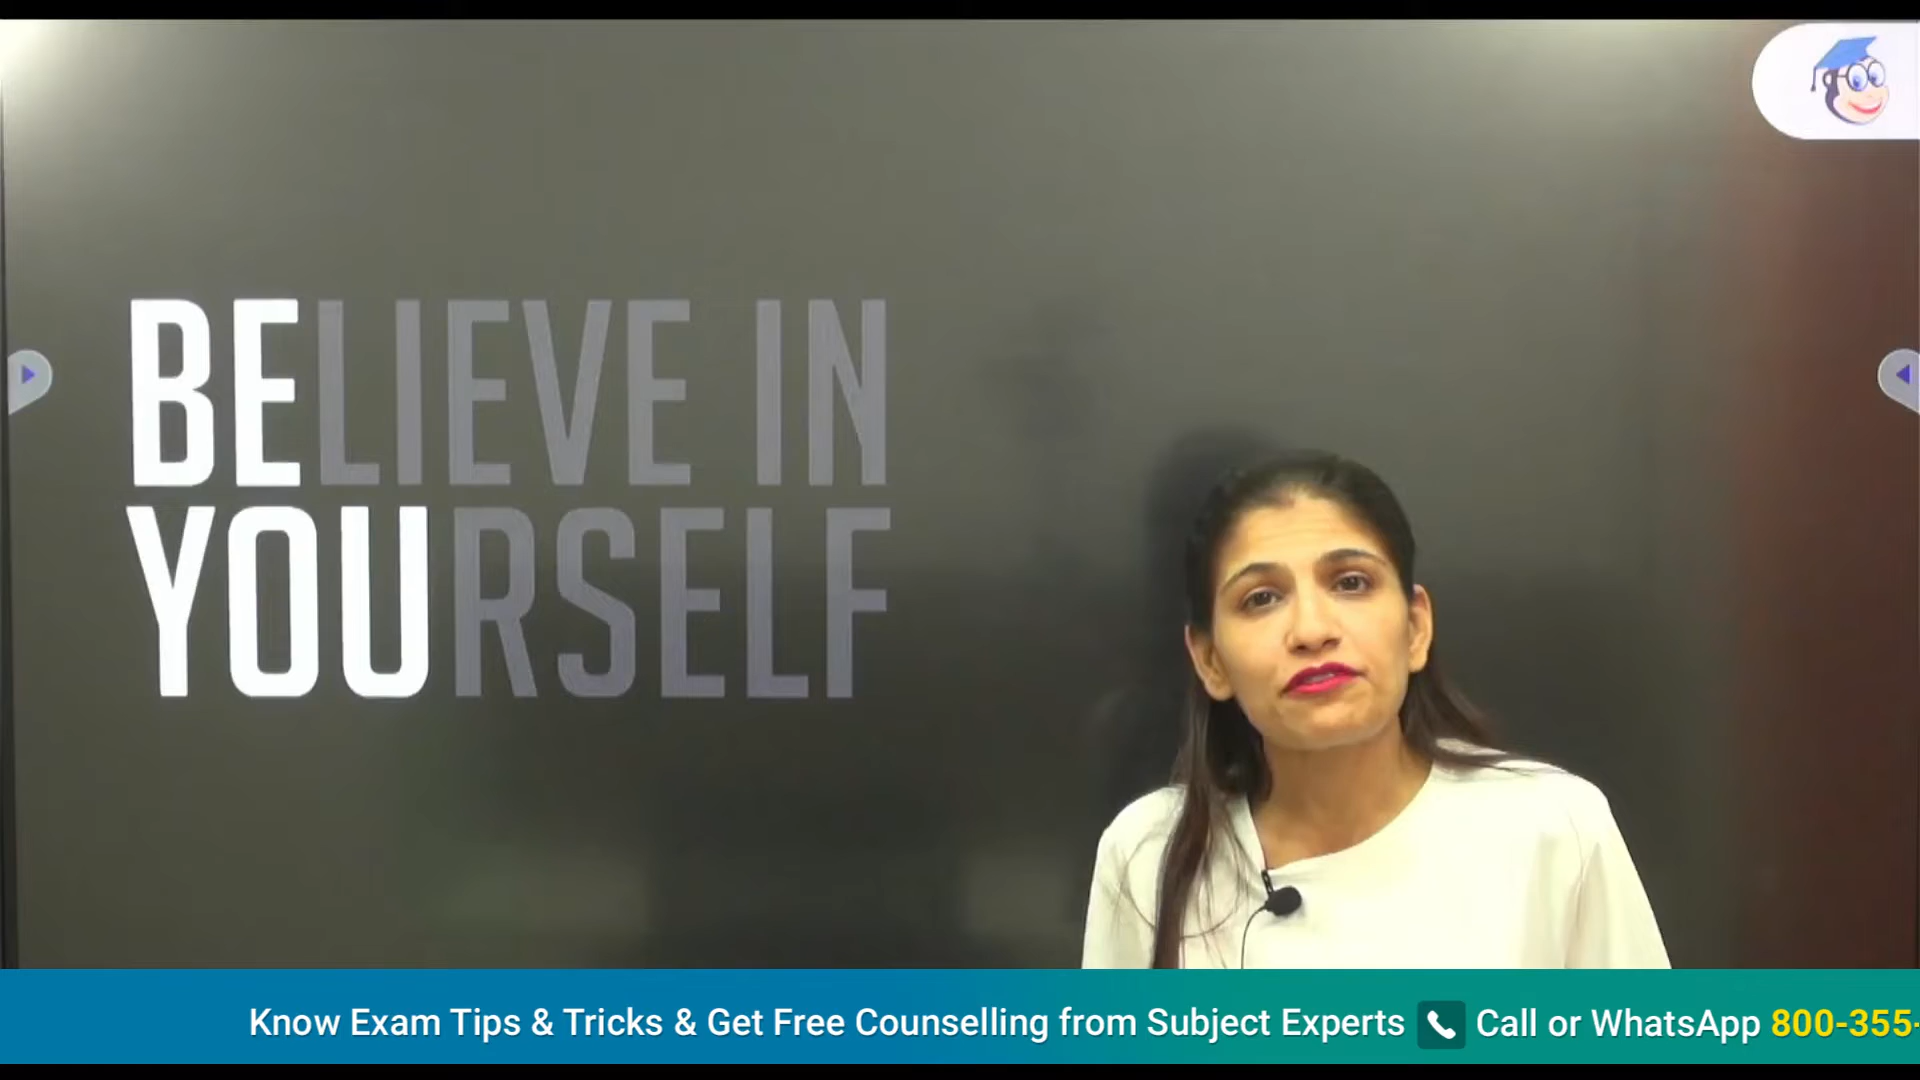 BELIEVE IN
YOURSELF
Know Exam Tips & Tricks & Get Free Counselling from Subject Experts Call or WhatsApp 800-355-